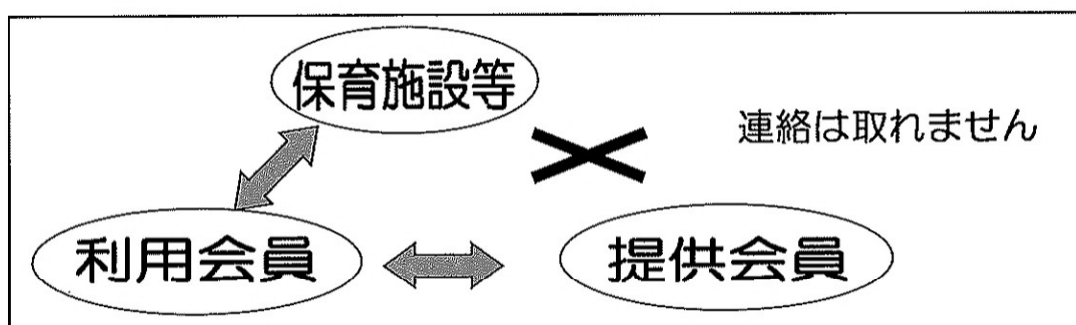 保育施設等
連絡は取れません
利用会員
提供会員